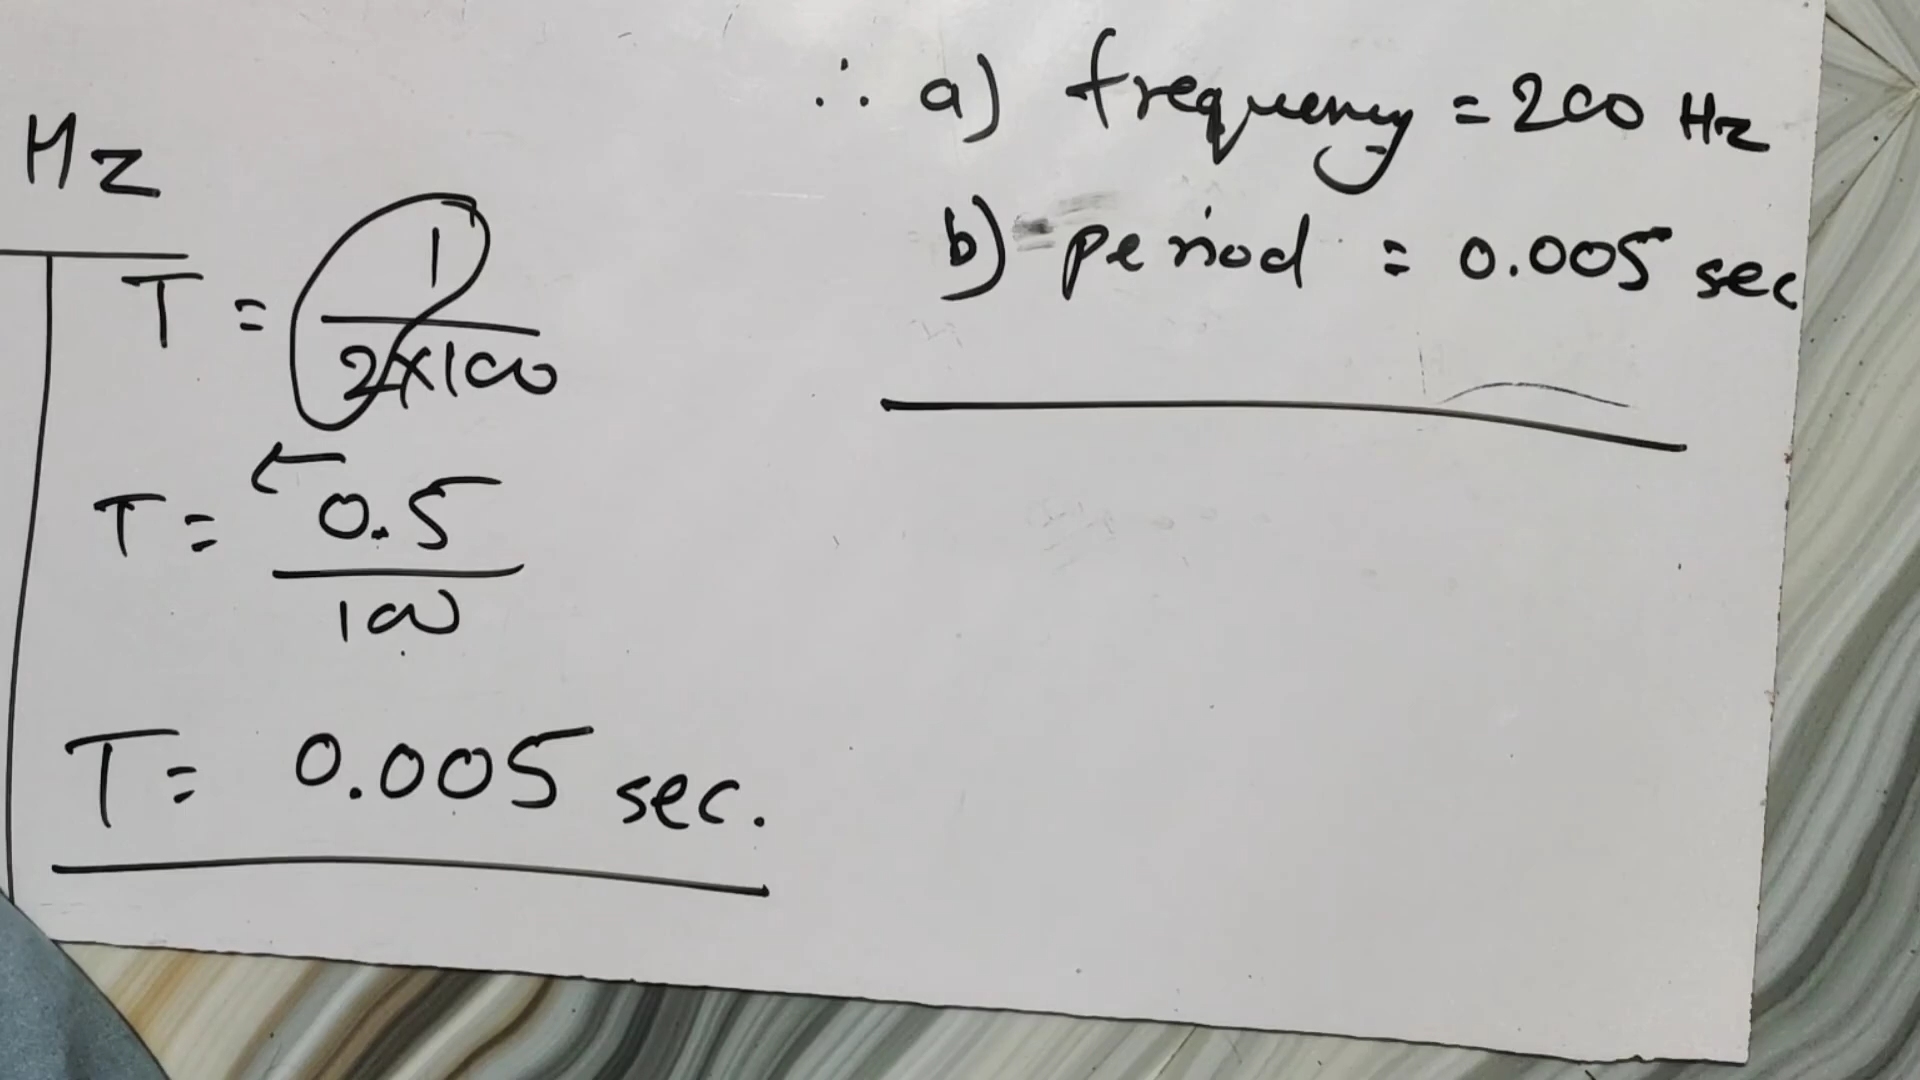 Hz
T = 1
2×100
T = 0.5
100
T = 0.005 sec.
∴ a) frequency = 200 Hz
b) period = 0.005 sec